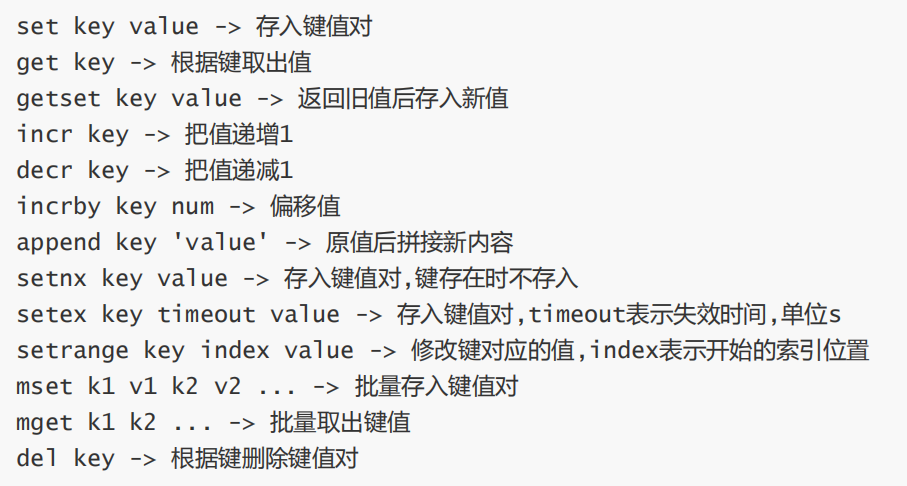 set key value -> 存入键值对
get key -> 根据键取出值
getset key value -> 返回旧值后存入新值
incr key -> 把值递增1
decr key -> 把值递减1
incrby key num -> 偏移值
append key 'value' -> 原值后拼接新内容
setnx key value -> 存入键值对,键存在时不存入
setex key timeout value -> 存入键值对,timeout表示失效时间,单位s
setrange key index value -> 修改键对应的值,index表示开始的索引位置
mset k1 v1 k2 v2 ... -> 批量存入键值对
mget k1 k2 ... -> 批量取出键值
del key -> 根据键删除键值对